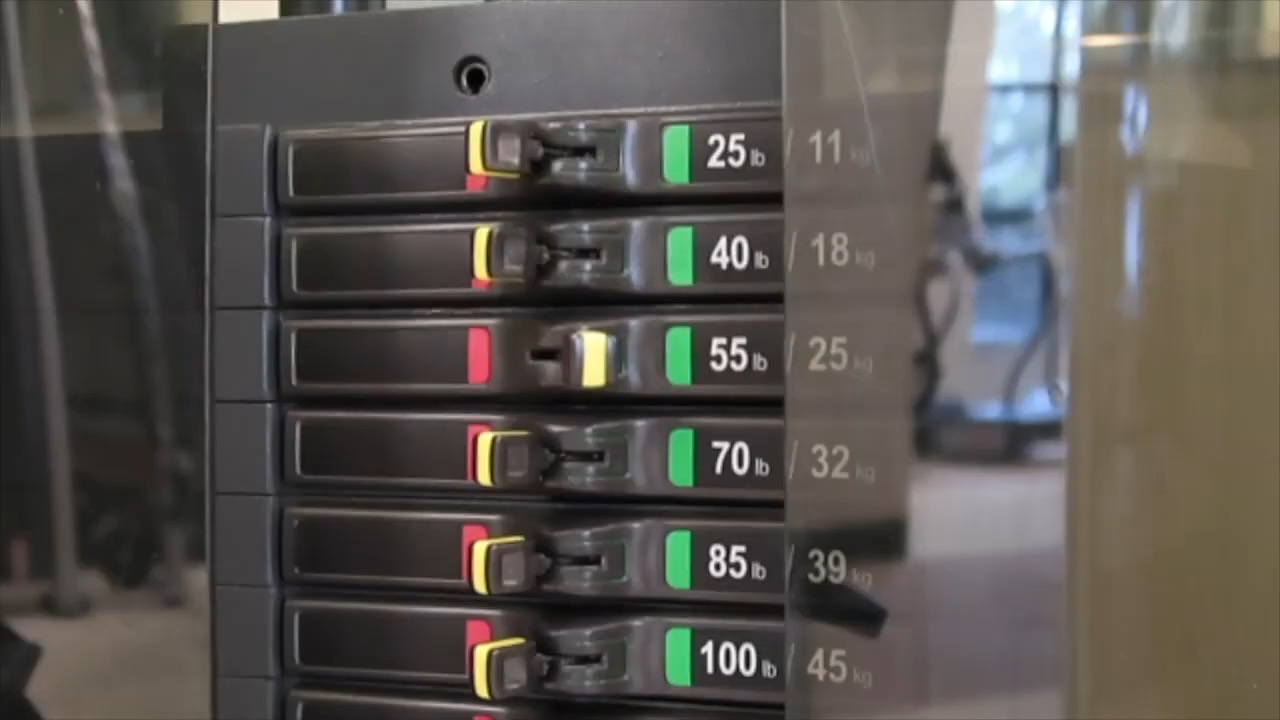 25 lb / 11 kg
40 lb / 18 kg
55 lb / 25 kg
70 lb / 32 kg
85 lb / 39 kg
100 lb / 45 kg